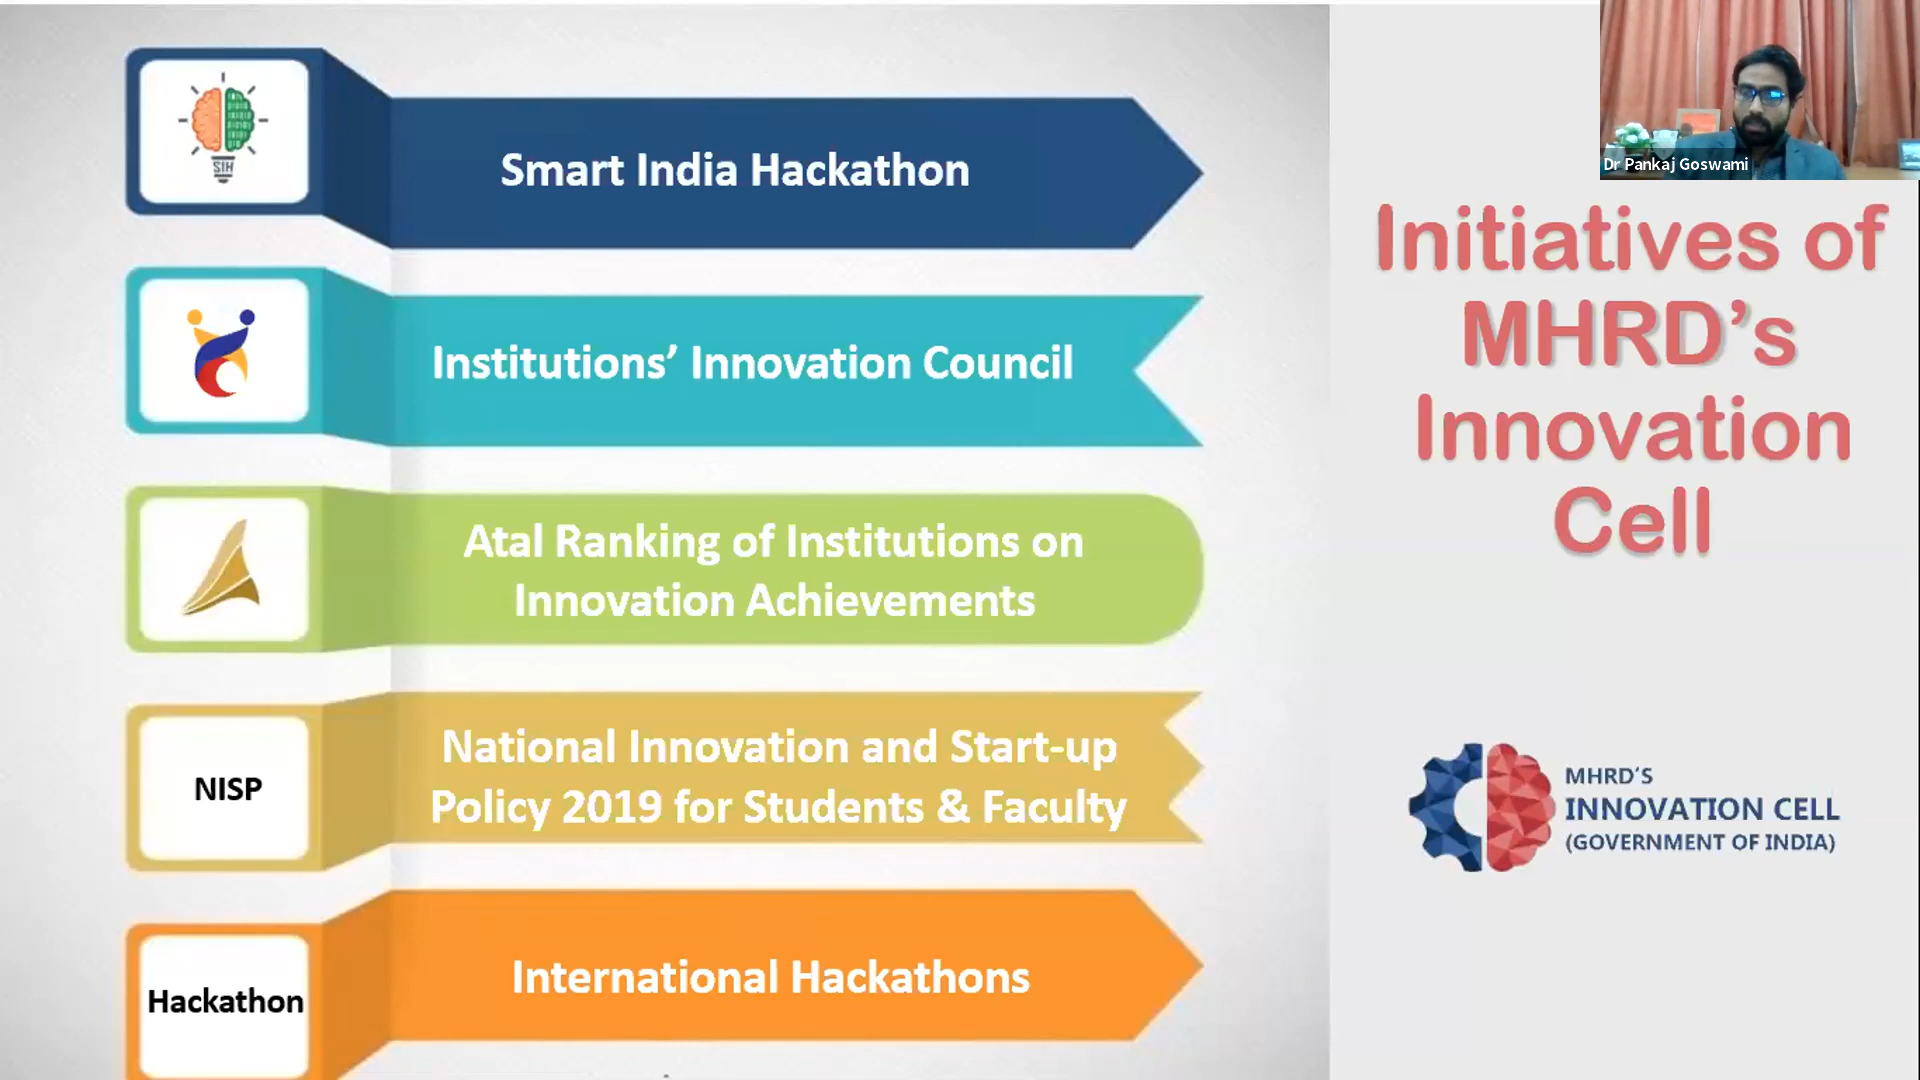 SIH
Smart India Hackathon
Institutions’ Innovation Council
Atal Ranking of Institutions on
Innovation Achievements
NISP
National Innovation and Start-up
Policy 2019 for Students & Faculty
Hackathon
International Hackathons
Dr Pankaj Goswami
Initiatives of
MHRD’s
Innovation
Cell
MHRD’S
INNOVATION CELL
(GOVERNMENT OF INDIA)